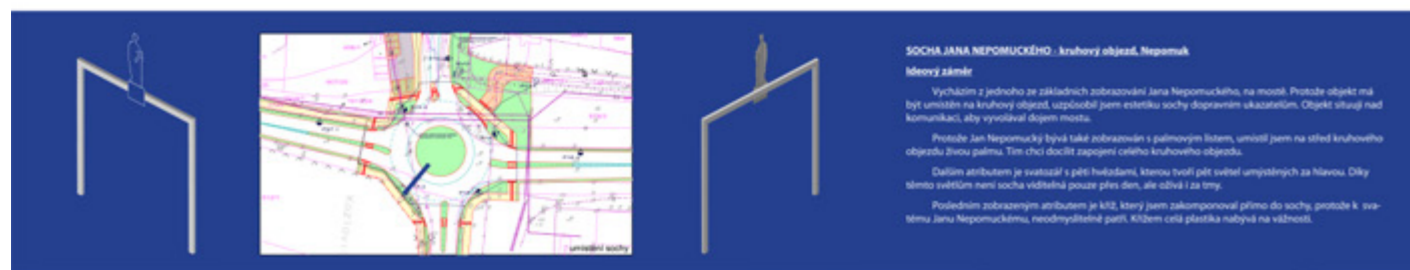 umístění sochy
SOCHA JANA NEPOMUCKÉHO - kruhový objezd, Nepomuk
Ideový záměr
Vycházím z jednoho ze základních zobrazování Jana Nepomuckého, na mostě. Protože objekt má
být umístěn na kruhový objezd, uzpůsobil jsem estetiku sochy dopravním ukazatelům. Objekt situuji nad
komunikaci, aby vyvolával dojem mostu.
Protože Jan Nepomucký bývá také zobrazován s palmovým listem, umístil jsem na střed kruhového
objezdu živou palmu. Tím chci docílit zapojení celého kruhového objezdu.
Dalším atributem je svatozář s pěti hvězdami, kterou tvoří pět světel umýstěných za hlavou. Díky
těmto světlům není socha viditelná pouze přes den, ale ožívá i za tmy.
Posledním zobrazeným atributem je kříž, který jsem zakomponoval přímo do sochy, protože k sva-
tému Janu Nepomuckému, neodmyslitelně patří. Křížem celá plastika nabývá na vážnosti.